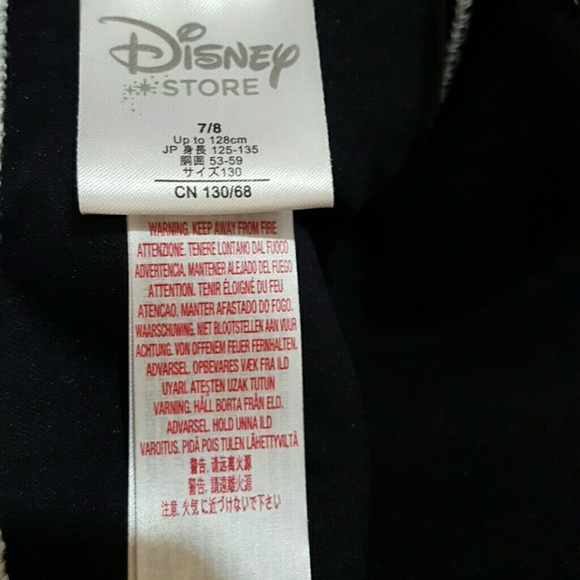 Disney
STORE
7/8
Up to 128cm
JP 身長 125-135
胸囲 53-59
サイズ130
CN 130/68
WARNING. KEEP AWAY FROM FIRE
ATTENZIONE. TENERE LONTANO DAL FUOCO
ADVERTENCIA. MANTENER ALEJADO DEL FUEGO
ATTENTION. TENIR ÉLOIGNÉ DU FEU
ATENCAO. MANTER AFASTADO DO FOGO.
WAARSCHUWING. NIET BLOOTSTELLEN AAN VUUR
ACHTUNG. VON OFFENEM FEUER FERNHALTEN.
ADVARSEL. OPBEVARES VÆK FRA ILD
UYARI. ATEŞTEN UZAK TUTUN
VARNING. HÅLL BORTA FRÅN ELD.
ADVARSEL. HOLD UNNA ILD
VAROITUS. PIDÄ POIS TULEN LÄHETTYVILTÄ
警告. 请远离火源
警告. 請遠離火源
注意. 火気に近づけないで下さい